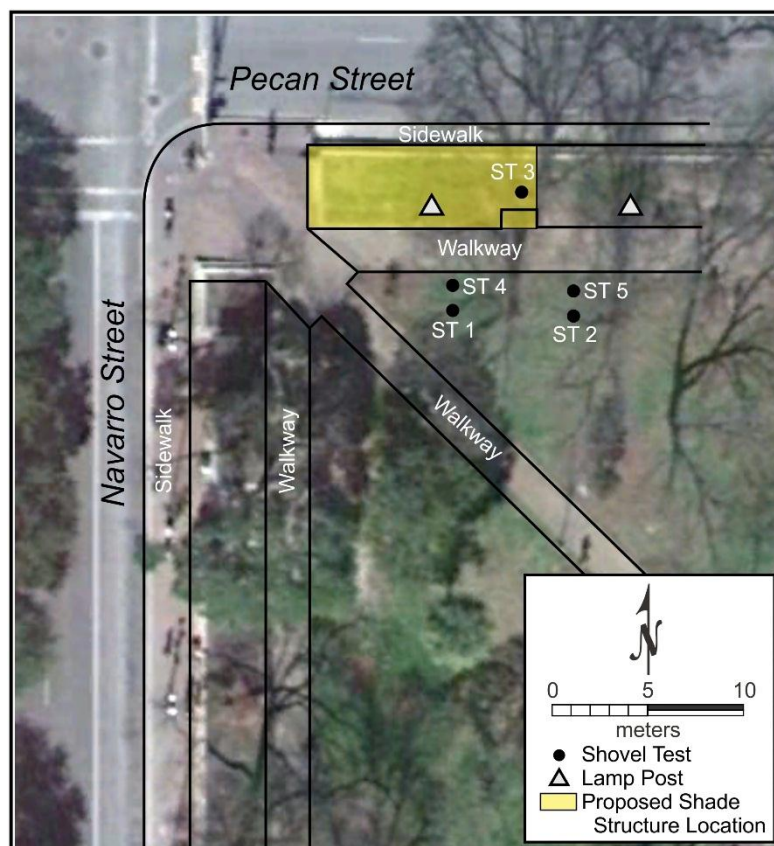 Pecan Street
Sidewalk
ST 3
Walkway
ST 4
ST 5
ST 1
ST 2
Navarro Street
Sidewalk
Walkway
Walkway
N
0 5 10
meters
Shovel Test
Lamp Post
Proposed Shade
Structure Location